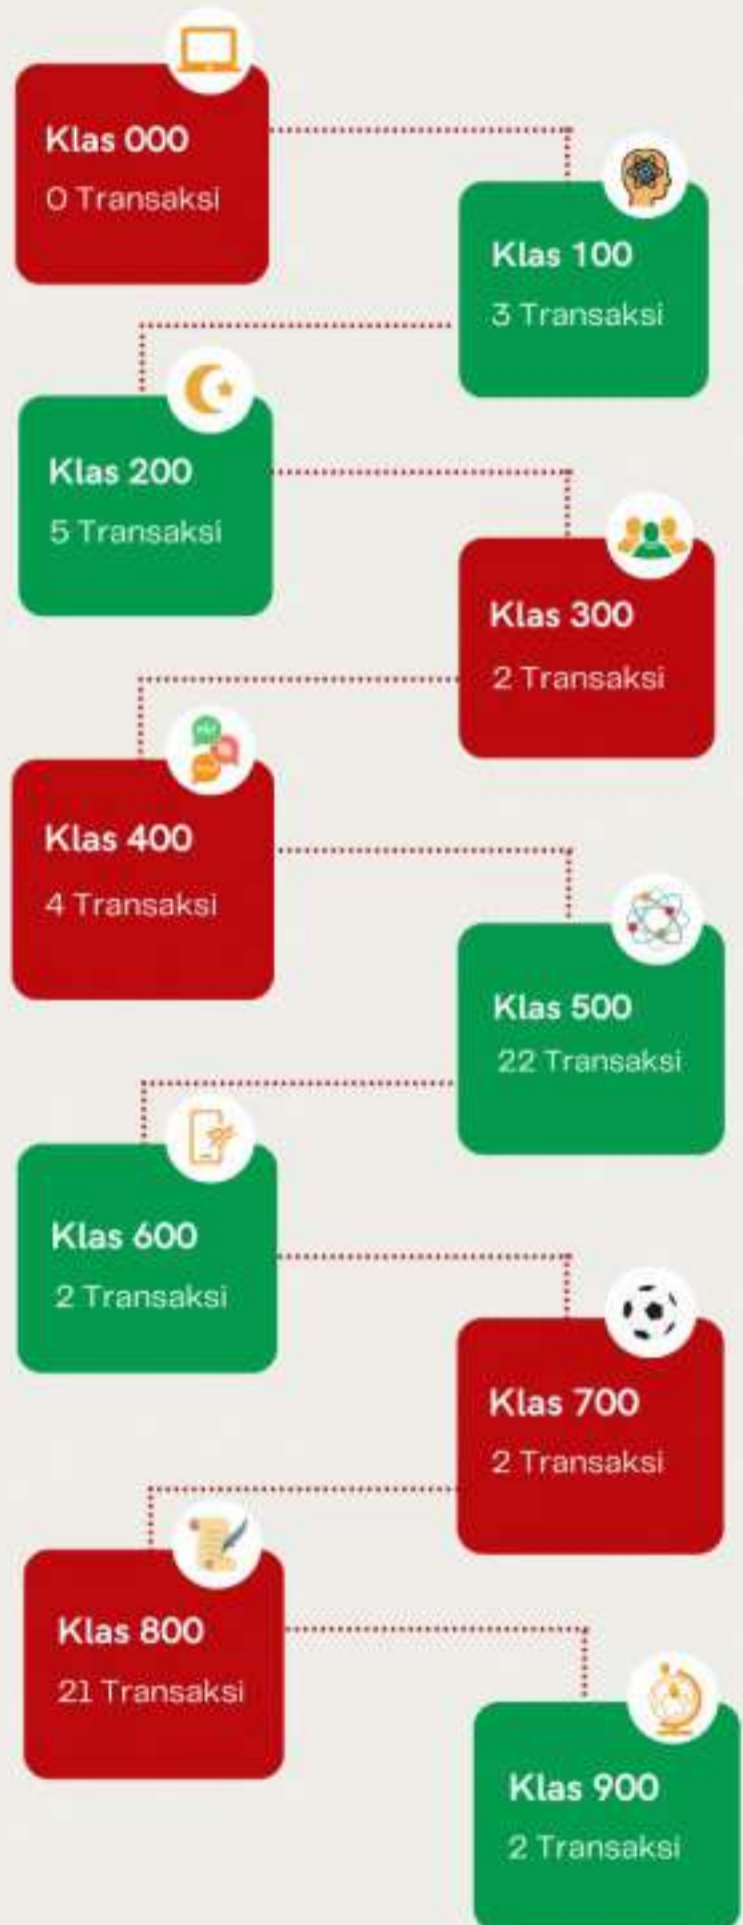 Klas 000
0 Transaksi
Klas 100
3 Transaksi
Klas 200
5 Transaksi
Klas 300
2 Transaksi
Klas 400
4 Transaksi
Klas 500
22 Transaksi
Klas 600
2 Transaksi
Klas 700
2 Transaksi
Klas 800
21 Transaksi
Klas 900
2 Transaksi